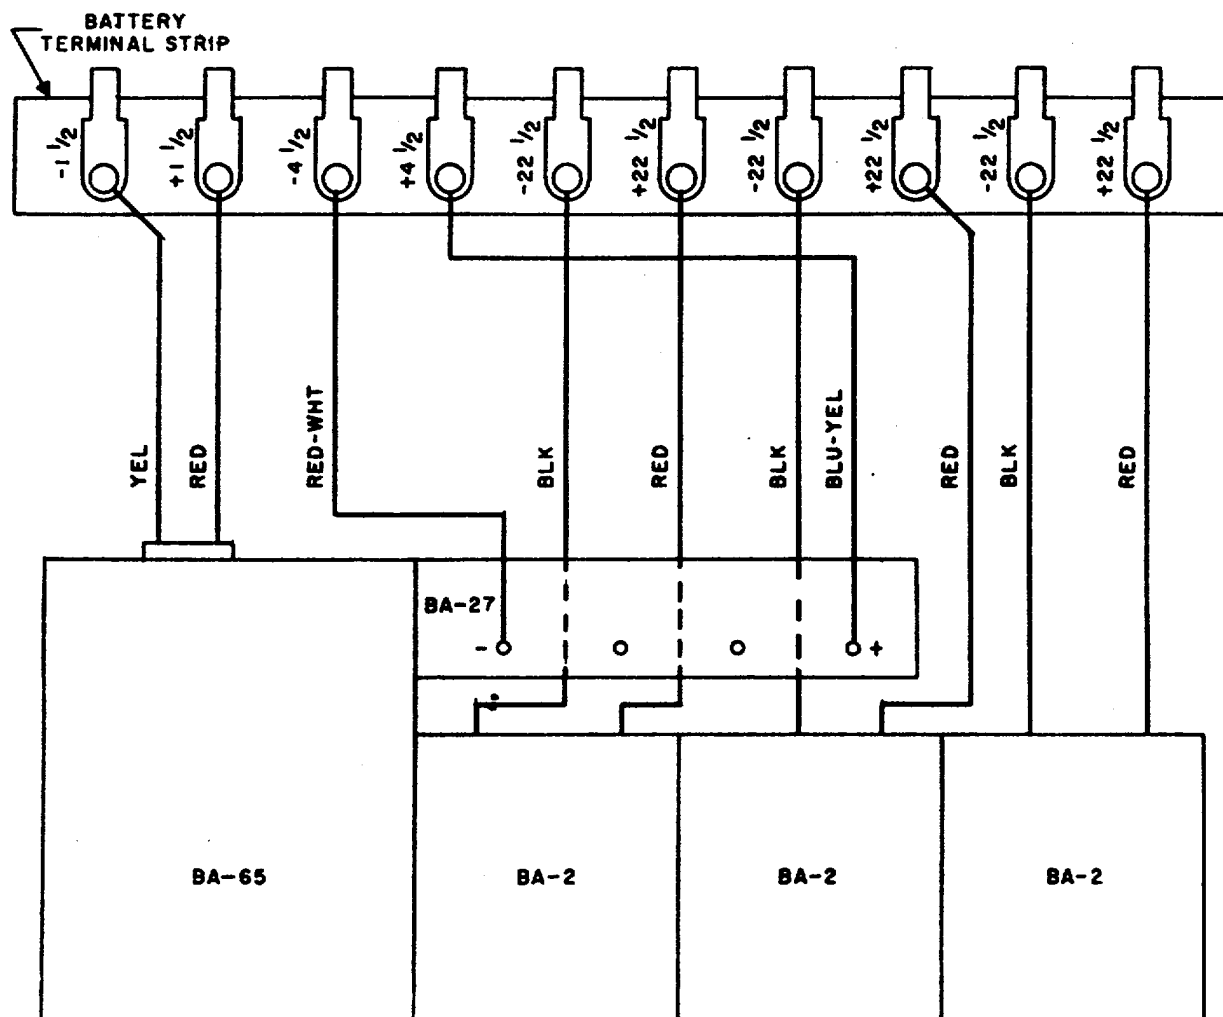 BATTERY
TERMINAL STRIP
-1 1/2
+1 1/2
-4 1/2
+4 1/2
-22 1/2
+22 1/2
-22 1/2
+22 1/2
-22 1/2
+22 1/2
YEL
RED
RED-WHT
BLK
RED
BLK
BLU-YEL
RED
BLK
RED
BA-27
- +
BA-65
BA-2
BA-2
BA-2